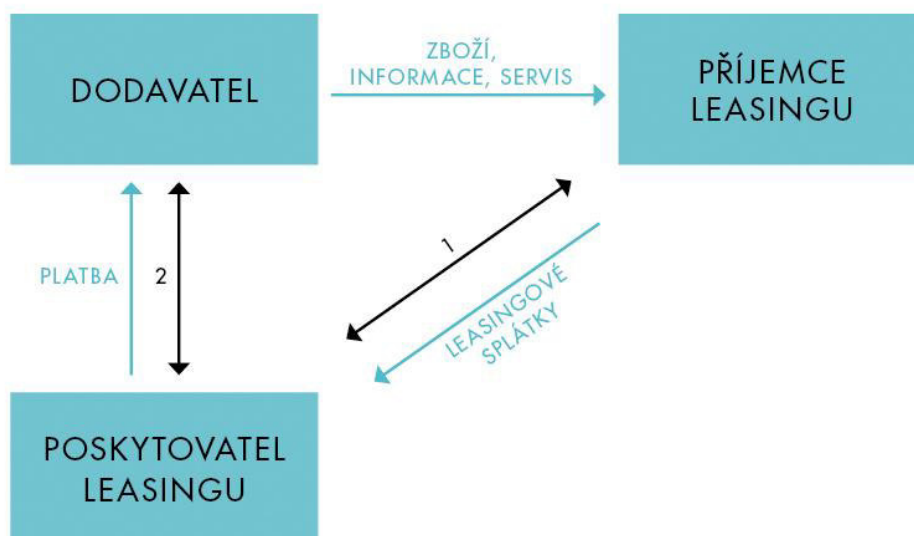 DODAVATEL
ZBOŽÍ,
INFORMACE, SERVIS
PŘÍJEMCE
LEASINGU
PLATBA
2
1
LEASINGOVÉ
SPLÁTKY
POSKYTOVATEL
LEASINGU